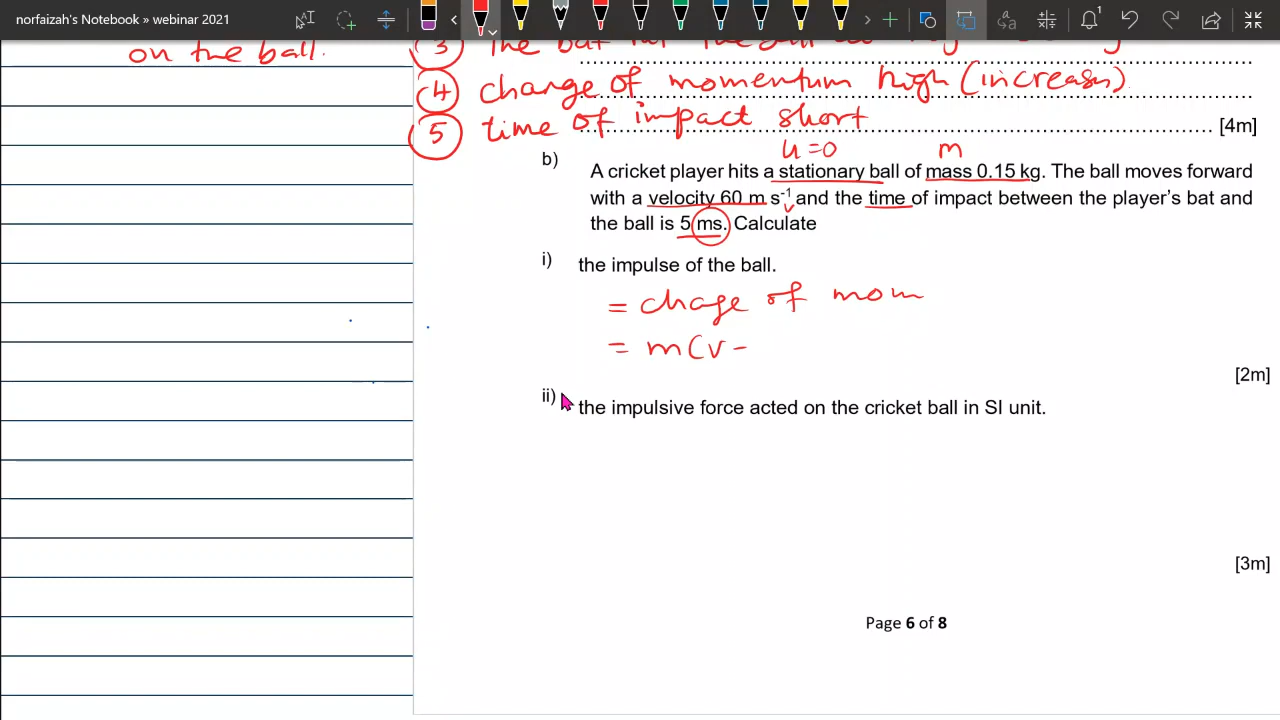 norfaizah's Notebook » webinar 2021
on the ball.
3 The bat hit the ball
4 change of momentum high (increases)
5 time of impact short
[4m]
u = 0 m
b) A cricket player hits a stationary ball of mass 0.15 kg. The ball moves forward
with a velocity 60 m s-1 and the time of impact between the player's bat and
v
the ball is 5 ms. Calculate
i) the impulse of the ball.
= chage of mom
= m(v -
[2m]
ii) the impulsive force acted on the cricket ball in SI unit.
[3m]
Page 6 of 8